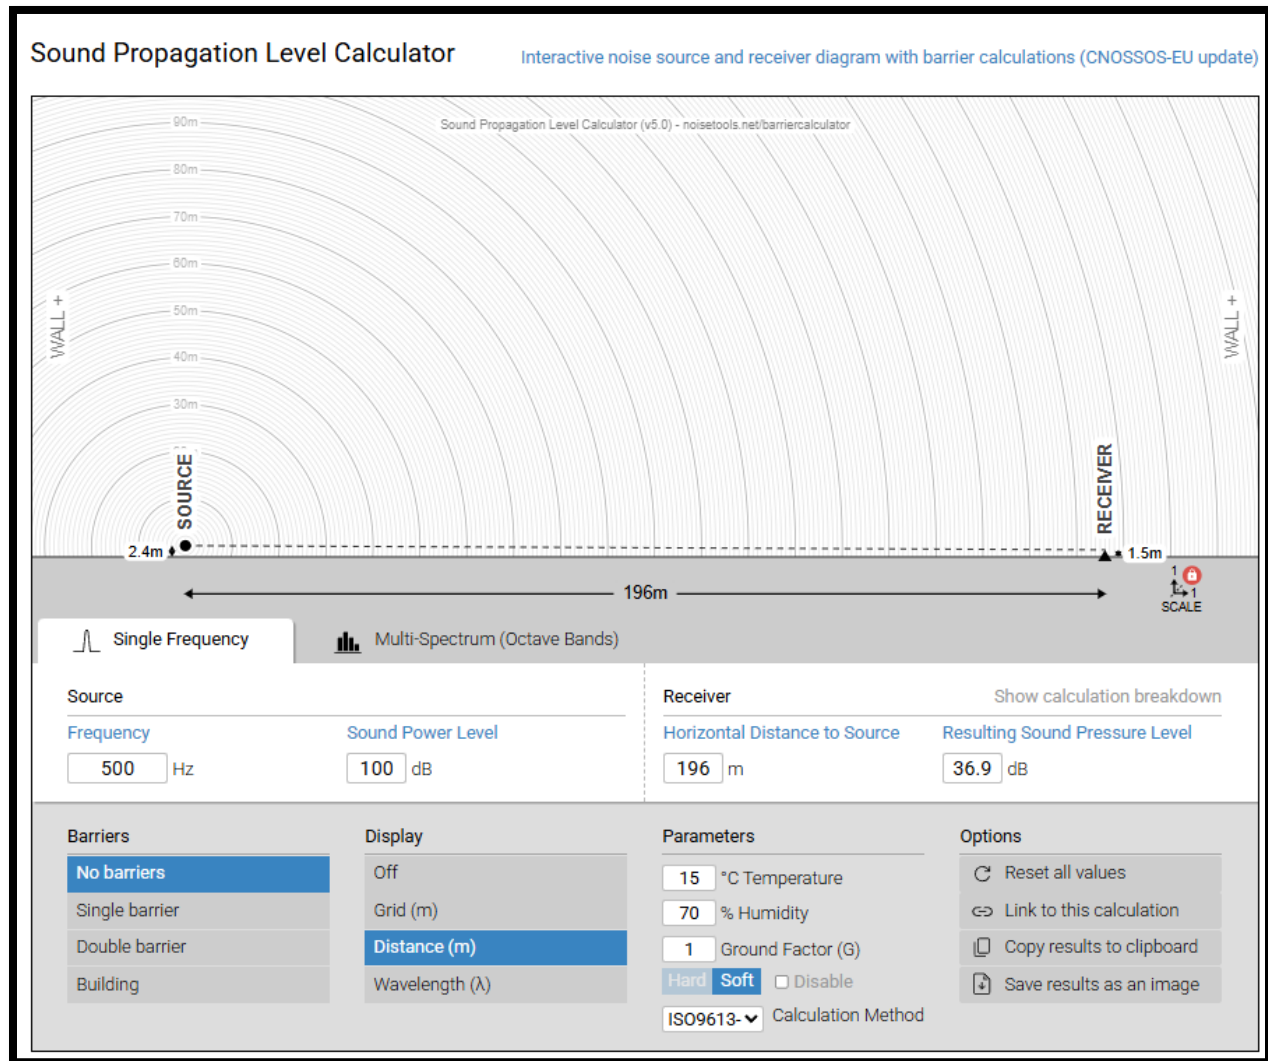 Sound Propagation Level Calculator
Interactive noise source and receiver diagram with barrier calculations (CNOSSOS-EU update)
Sound Propagation Level Calculator (v5.0) - noisetools.net/barriercalculator
90m
80m
70m
60m
50m
40m
30m
WALL +
WALL +
SOURCE
RECEIVER
2.4m
1.5m
196m
1
1
SCALE
Single Frequency
Multi-Spectrum (Octave Bands)
Source
Receiver
Show calculation breakdown
Frequency
Sound Power Level
Horizontal Distance to Source
Resulting Sound Pressure Level
500 Hz
100 dB
196 m
36.9 dB
Barriers
No barriers
Single barrier
Double barrier
Building
Display
Off
Grid (m)
Distance (m)
Wavelength (λ)
Parameters
15 °C Temperature
70 % Humidity
1 Ground Factor (G)
Hard Soft Disable
ISO9613- Calculation Method
Options
Reset all values
Link to this calculation
Copy results to clipboard
Save results as an image